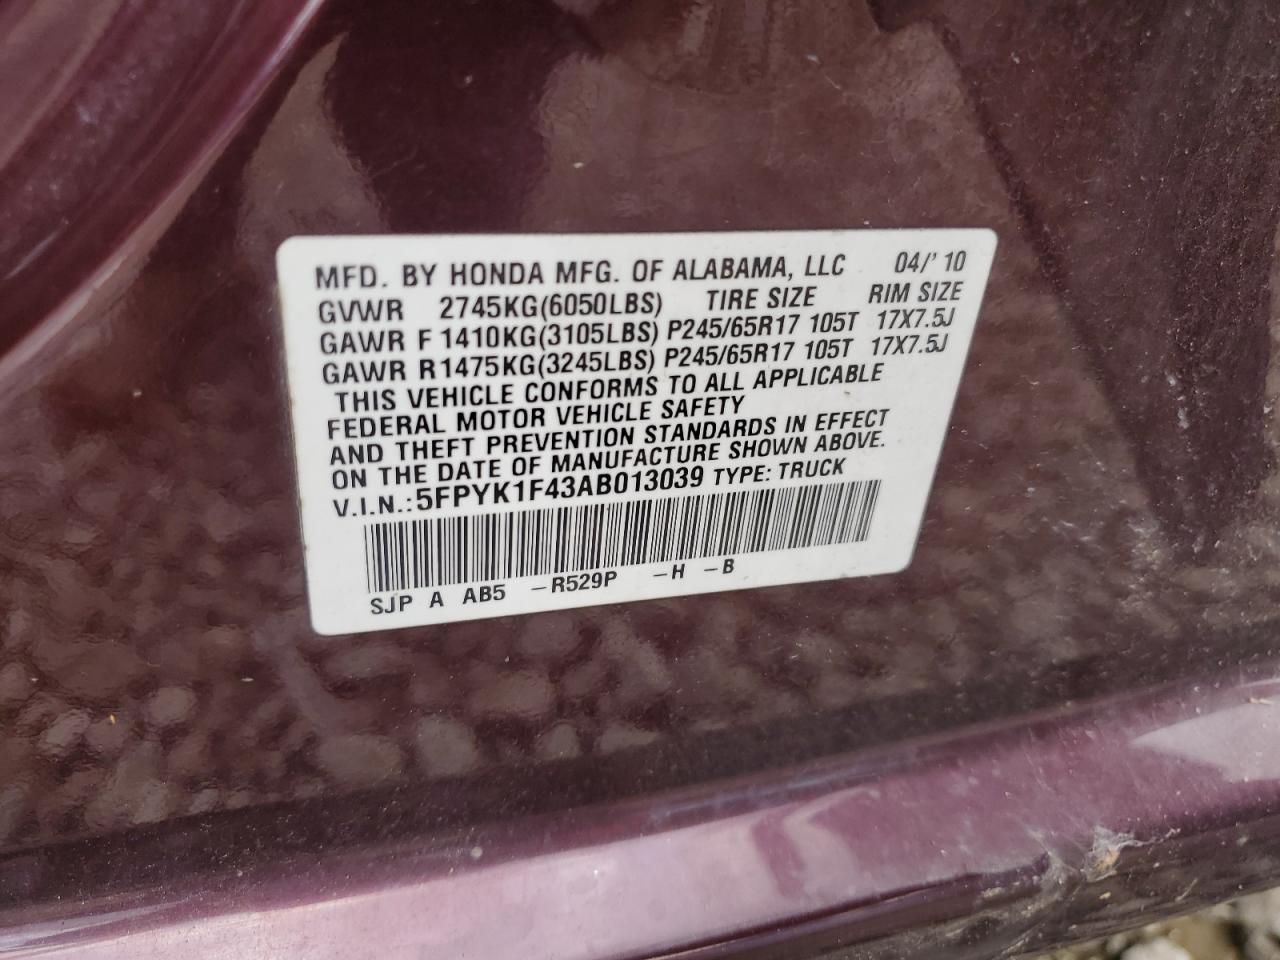 MFD. BY HONDA MFG. OF ALABAMA, LLC 04/'10
GVWR 2745KG(6050LBS) TIRE SIZE RIM SIZE
GAWR F 1410KG(3105LBS) P245/65R17 105T 17X7.5J
GAWR R 1475KG(3245LBS) P245/65R17 105T 17X7.5J
THIS VEHICLE CONFORMS TO ALL APPLICABLE
FEDERAL MOTOR VEHICLE SAFETY
AND THEFT PREVENTION STANDARDS IN EFFECT
ON THE DATE OF MANUFACTURE SHOWN ABOVE.
V.I.N.: 5FPYK1F43AB013039 TYPE: TRUCK
SJP A AB5 -R529P -H -B